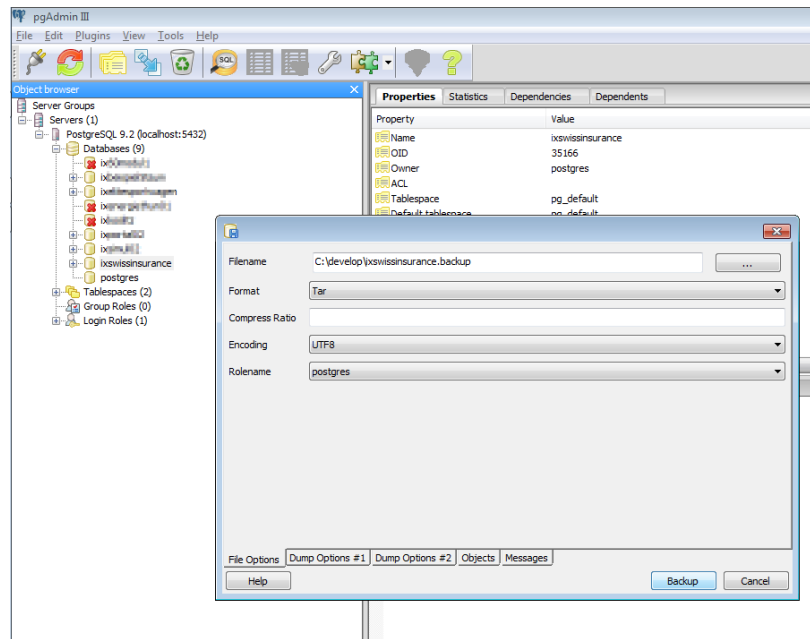 pgAdmin III
File Edit Plugins View Tools Help
SQL
Object browser
Server Groups
Servers (1)
PostgreSQL 9.2 (localhost:5432)
Databases (9)
ixswissinsurance
postgres
Tablespaces (2)
Group Roles (0)
Login Roles (1)
Properties Statistics Dependencies Dependents
Property Value
Name ixswissinsurance
OID 35166
Owner postgres
ACL
Tablespace pg_default
Default tablespace pg_default
Filename C:\develop\ixswissinsurance.backup ...
Format Tar
Compress Ratio
Encoding UTF8
Rolename postgres
File Options Dump Options #1 Dump Options #2 Objects Messages
Help Backup Cancel